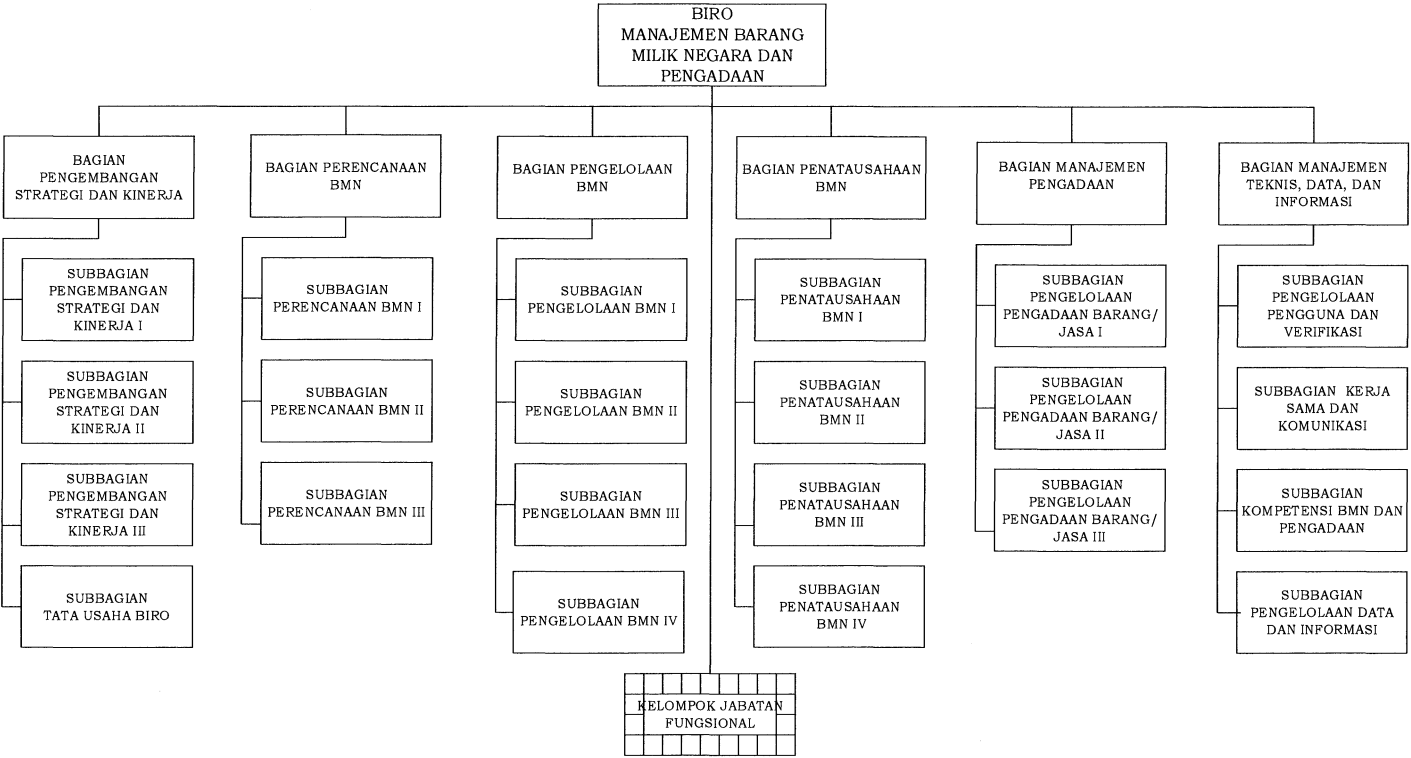 BIRO
MANAJEMEN BARANG
MILIK NEGARA DAN
PENGADAAN
BAGIAN
PENGEMBANGAN
STRATEGI DAN KINERJA
BAGIAN PERENCANAAN
BMN
BAGIAN PENGELOLAAN
BMN
BAGIAN PENATAUSAHAAN
BMN
BAGIAN MANAJEMEN
PENGADAAN
BAGIAN MANAJEMEN
TEKNIS, DATA, DAN
INFORMASI
SUBBAGIAN
PENGEMBANGAN
STRATEGI DAN
KINERJA I
SUBBAGIAN
PENGEMBANGAN
STRATEGI DAN
KINERJA II
SUBBAGIAN
PENGEMBANGAN
STRATEGI DAN
KINERJA III
SUBBAGIAN
TATA USAHA BIRO
SUBBAGIAN
PERENCANAAN BMN I
SUBBAGIAN
PERENCANAAN BMN II
SUBBAGIAN
PERENCANAAN BMN III
SUBBAGIAN
PENGELOLAAN BMN I
SUBBAGIAN
PENGELOLAAN BMN II
SUBBAGIAN
PENGELOLAAN BMN III
SUBBAGIAN
PENGELOLAAN BMN IV
SUBBAGIAN
PENATAUSAHAAN
BMN I
SUBBAGIAN
PENATAUSAHAAN
BMN II
SUBBAGIAN
PENATAUSAHAAN
BMN III
SUBBAGIAN
PENATAUSAHAAN
BMN IV
SUBBAGIAN
PENGELOLAAN
PENGADAAN BARANG/
JASA I
SUBBAGIAN
PENGELOLAAN
PENGADAAN BARANG/
JASA II
SUBBAGIAN
PENGELOLAAN
PENGADAAN BARANG/
JASA III
SUBBAGIAN
PENGELOLAAN
PENGGUNA DAN
VERIFIKASI
SUBBAGIAN KERJA
SAMA DAN
KOMUNIKASI
SUBBAGIAN
KOMPETENSI BMN DAN
PENGADAAN
SUBBAGIAN
PENGELOLAAN DATA
DAN INFORMASI
KELOMPOK JABATAN
FUNGSIONAL